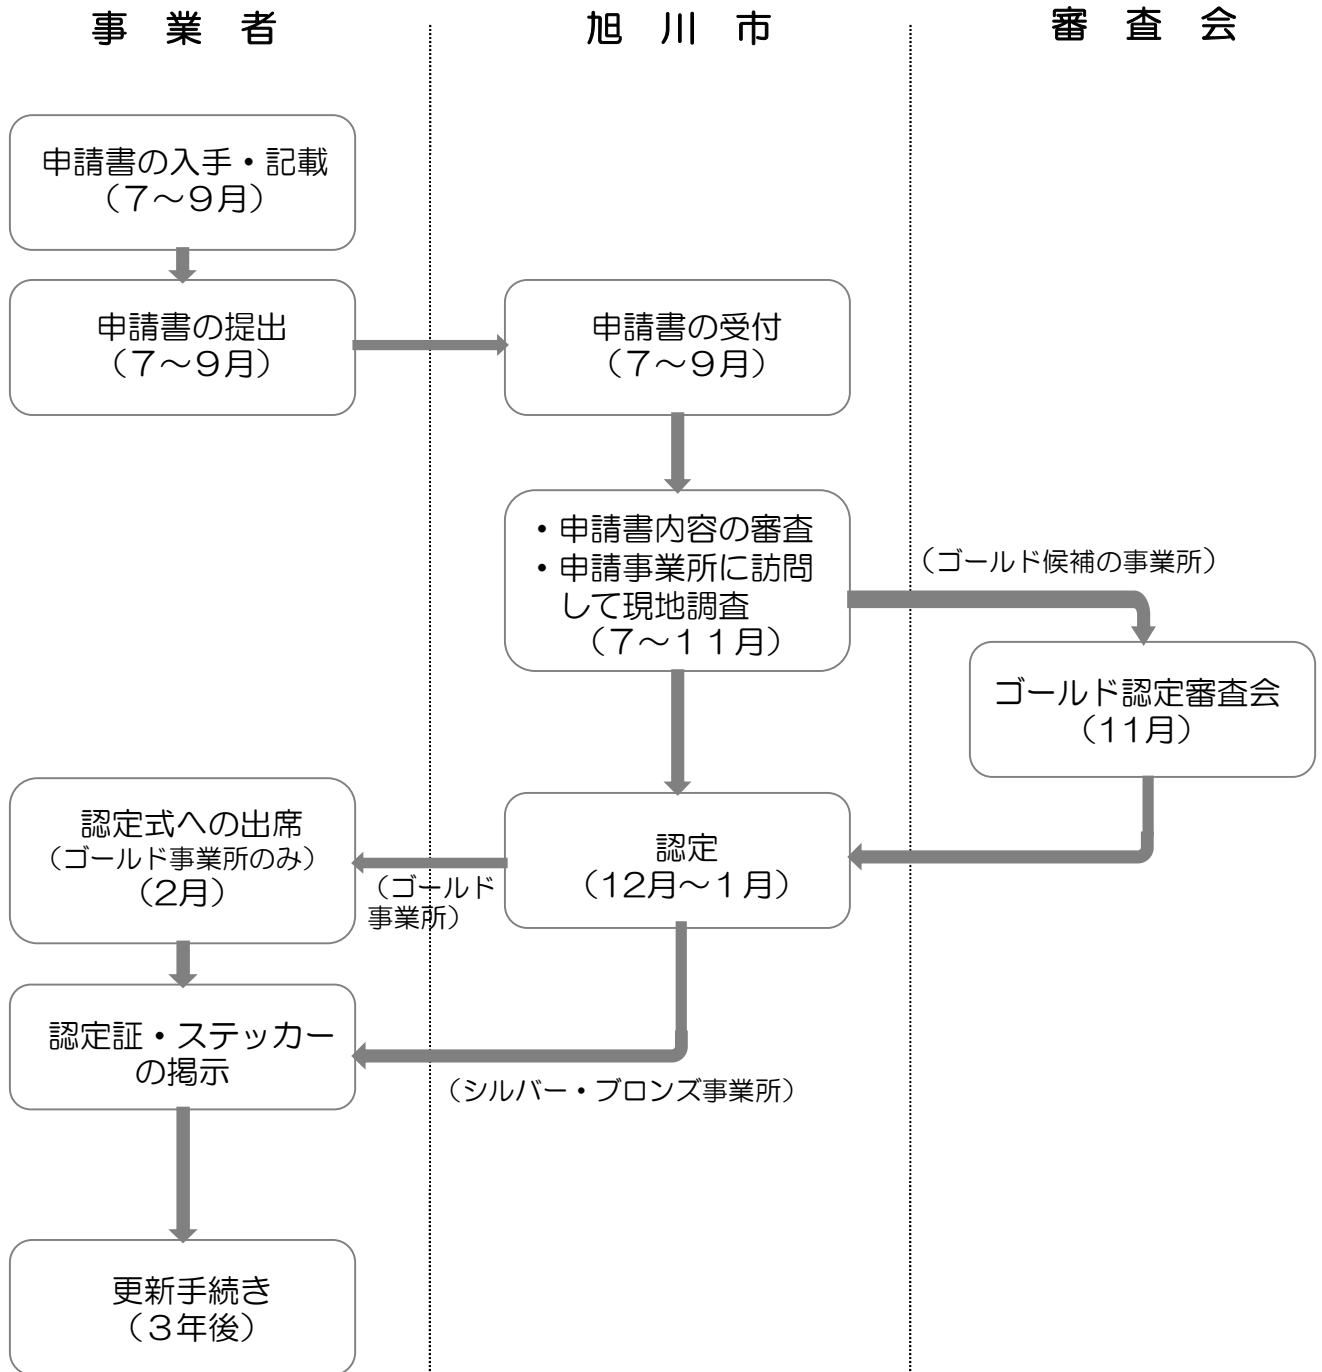 事　業　者
旭　川　市
審　査　会
申請書の入手・記載
（７～９月）
申請書の提出
（７～９月）
申請書の受付
（７～９月）
・申請書内容の審査
・申請事業所に訪問
して現地調査
（７～１１月）
（ゴールド候補の事業所）
ゴールド認定審査会
（11月）
認定式への出席
（ゴールド事業所のみ）
（2月）
（ゴールド
事業所）
認定
（12月～１月）
認定証・ステッカー
の掲示
（シルバー・ブロンズ事業所）
更新手続き
（３年後）